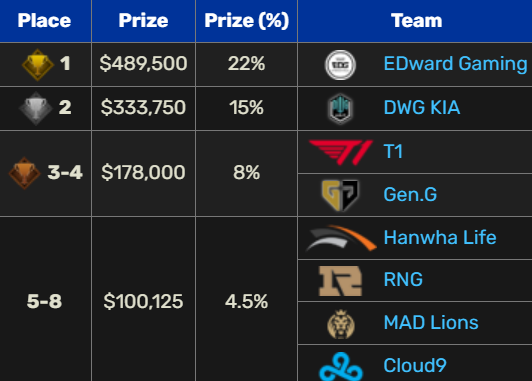 Place Prize Prize (%) Team
1 $489,500 22% EDward Gaming
2 $333,750 15% DWG KIA
3-4 $178,000 8% T1
Gen.G
5-8 $100,125 4.5% Hanwha Life
RNG
MAD Lions
Cloud9